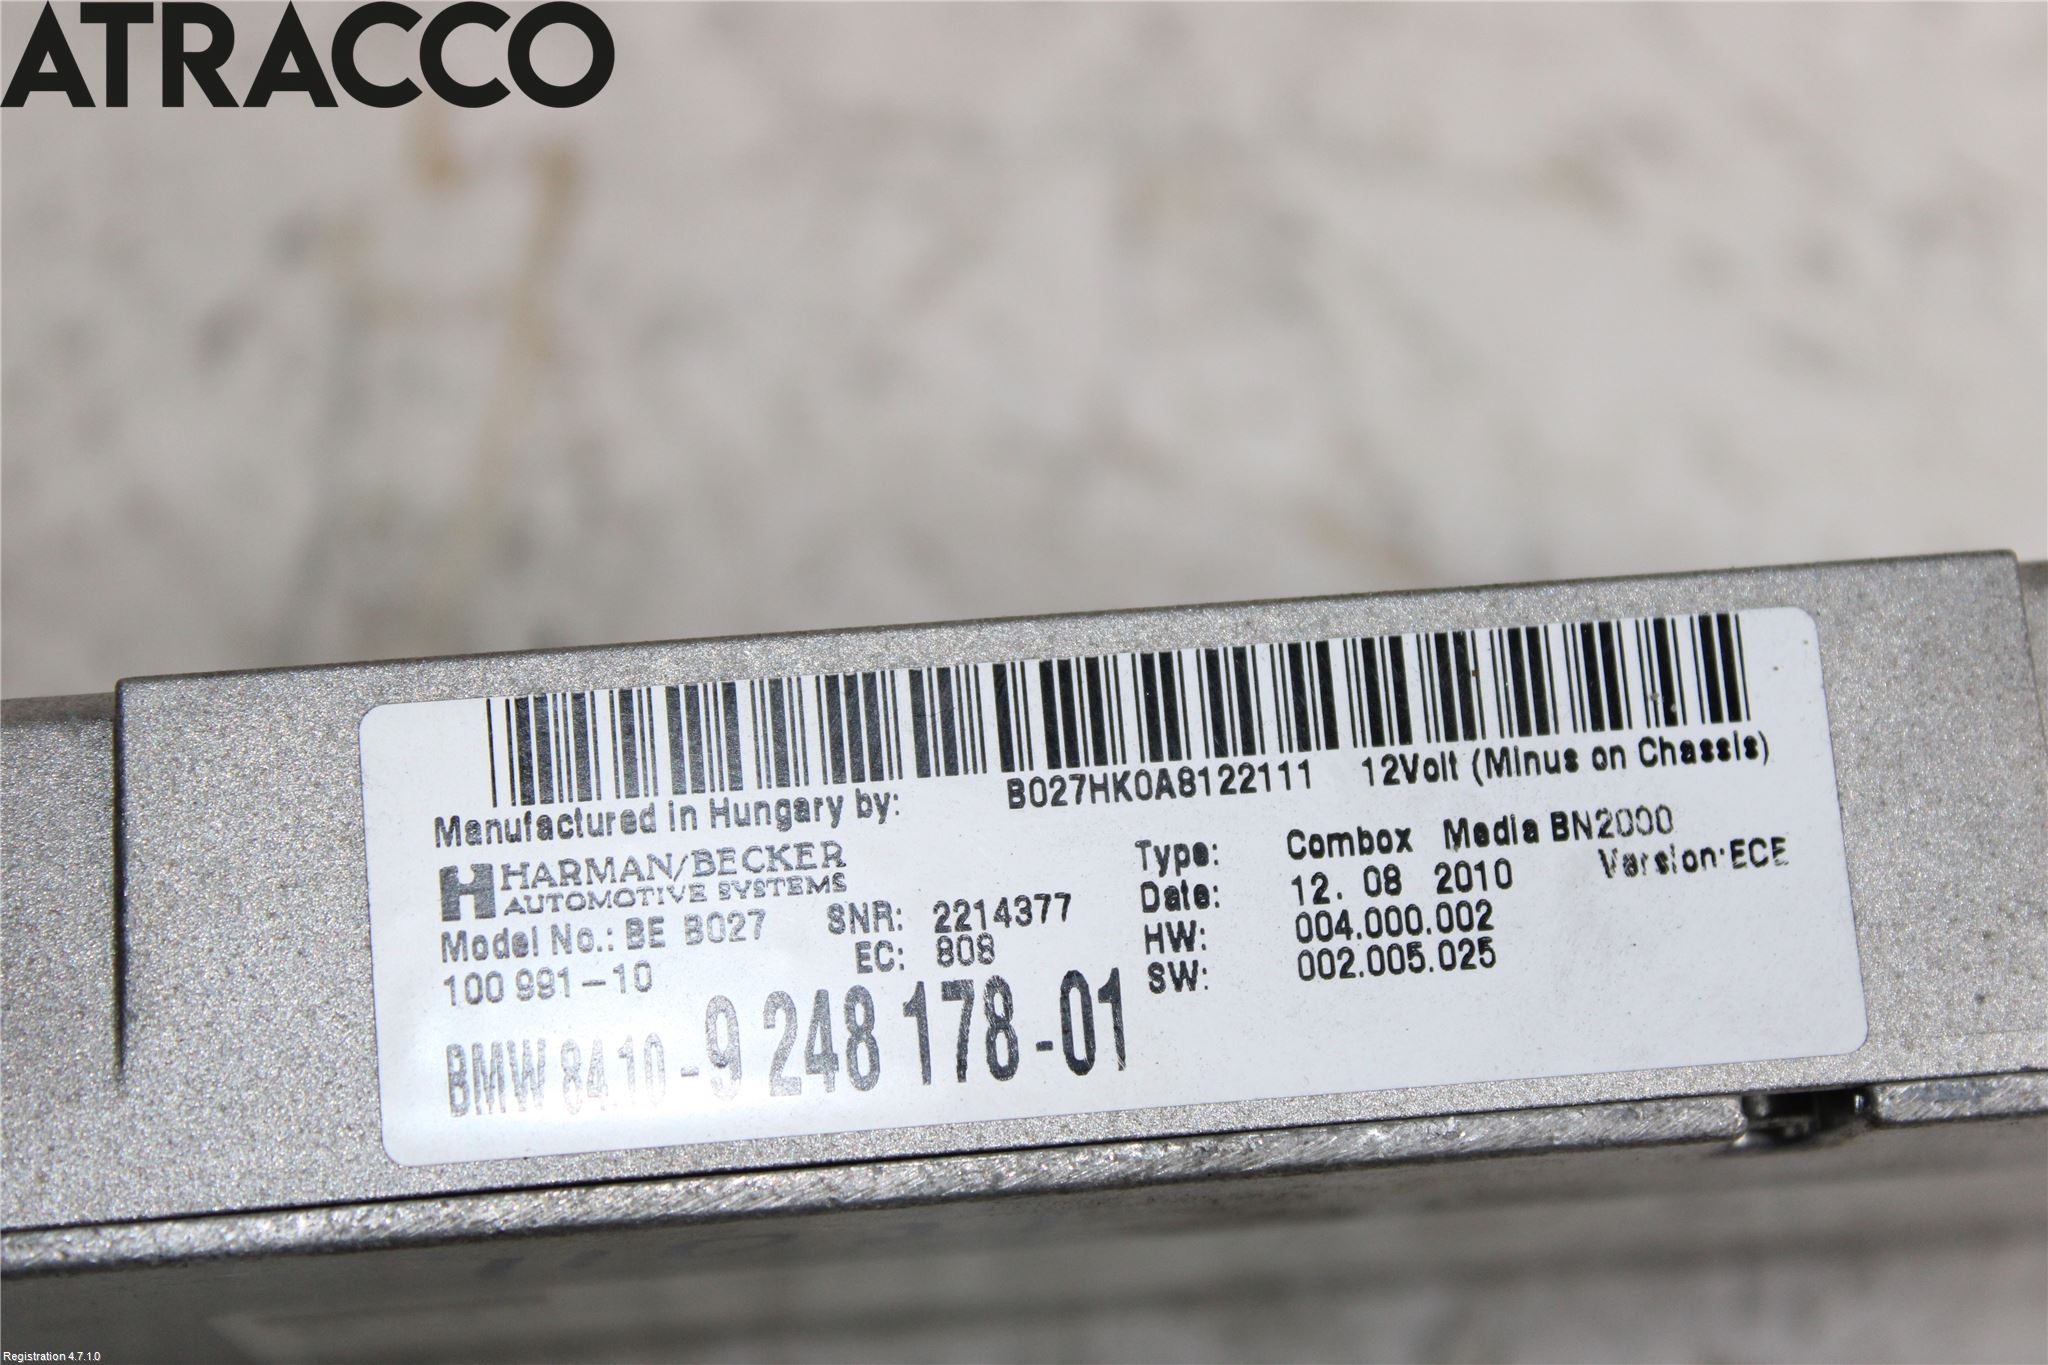 ATRACCO
B027HK0A8122111 12Volt (Minus on Chassis)
Manufactured in Hungary by:
HARMAN/BECKER
AUTOMOTIVE SYSTEMS
Type: Combox Media BN2000
Date: 12. 08 2010 Version:ECE
Model No.: BE B027 SNR: 2214377
HW: 004.000.002
100 991-10 EC: 808
SW: 002.005.025
BMW 84.10-9 248 178-01
Registration 4.7.1.0